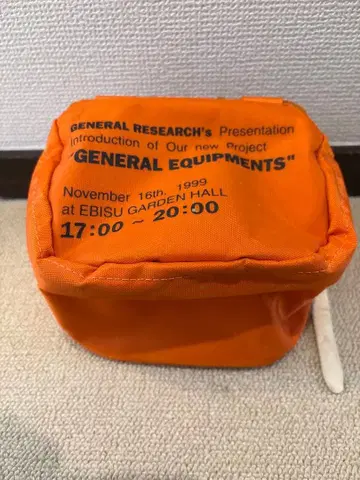 GENERAL RESEARCH's Presentation
Introduction of Our new Project
"GENERAL EQUIPMENTS"
November 16th. 1999
at EBISU GARDEN HALL
17:00 ~ 20:00